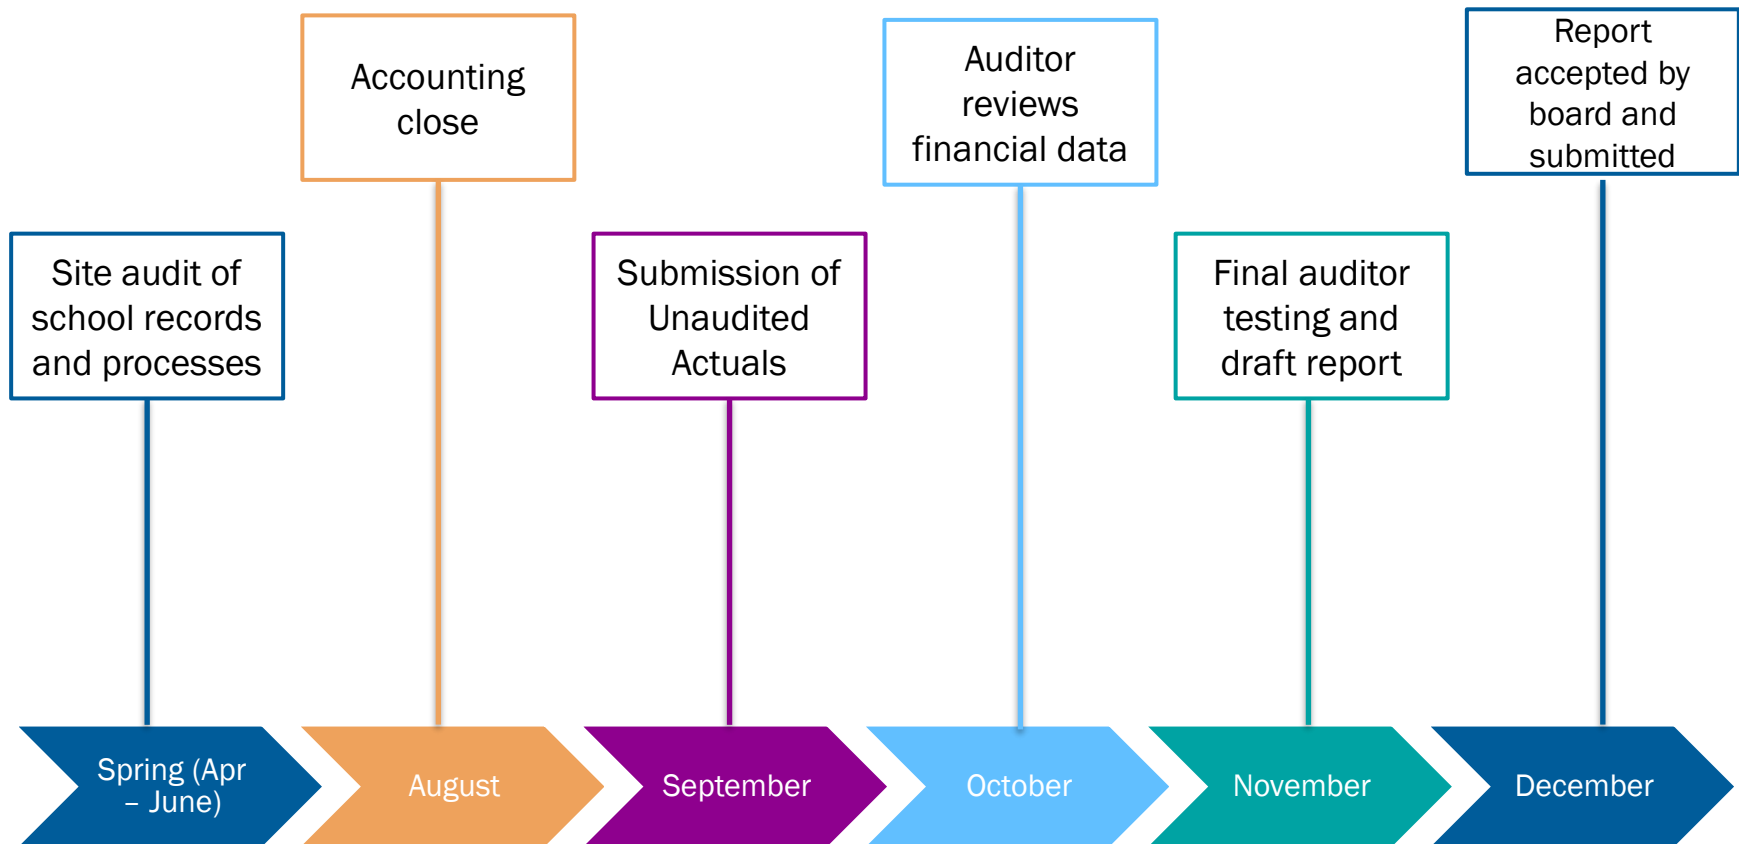 Site audit of
school records
and processes
Accounting
close
Submission of
Unaudited
Actuals
Auditor
reviews
financial data
Final auditor
testing and
draft report
Report
accepted by
board and
submitted
Spring (Apr
– June)
August
September
October
November
December